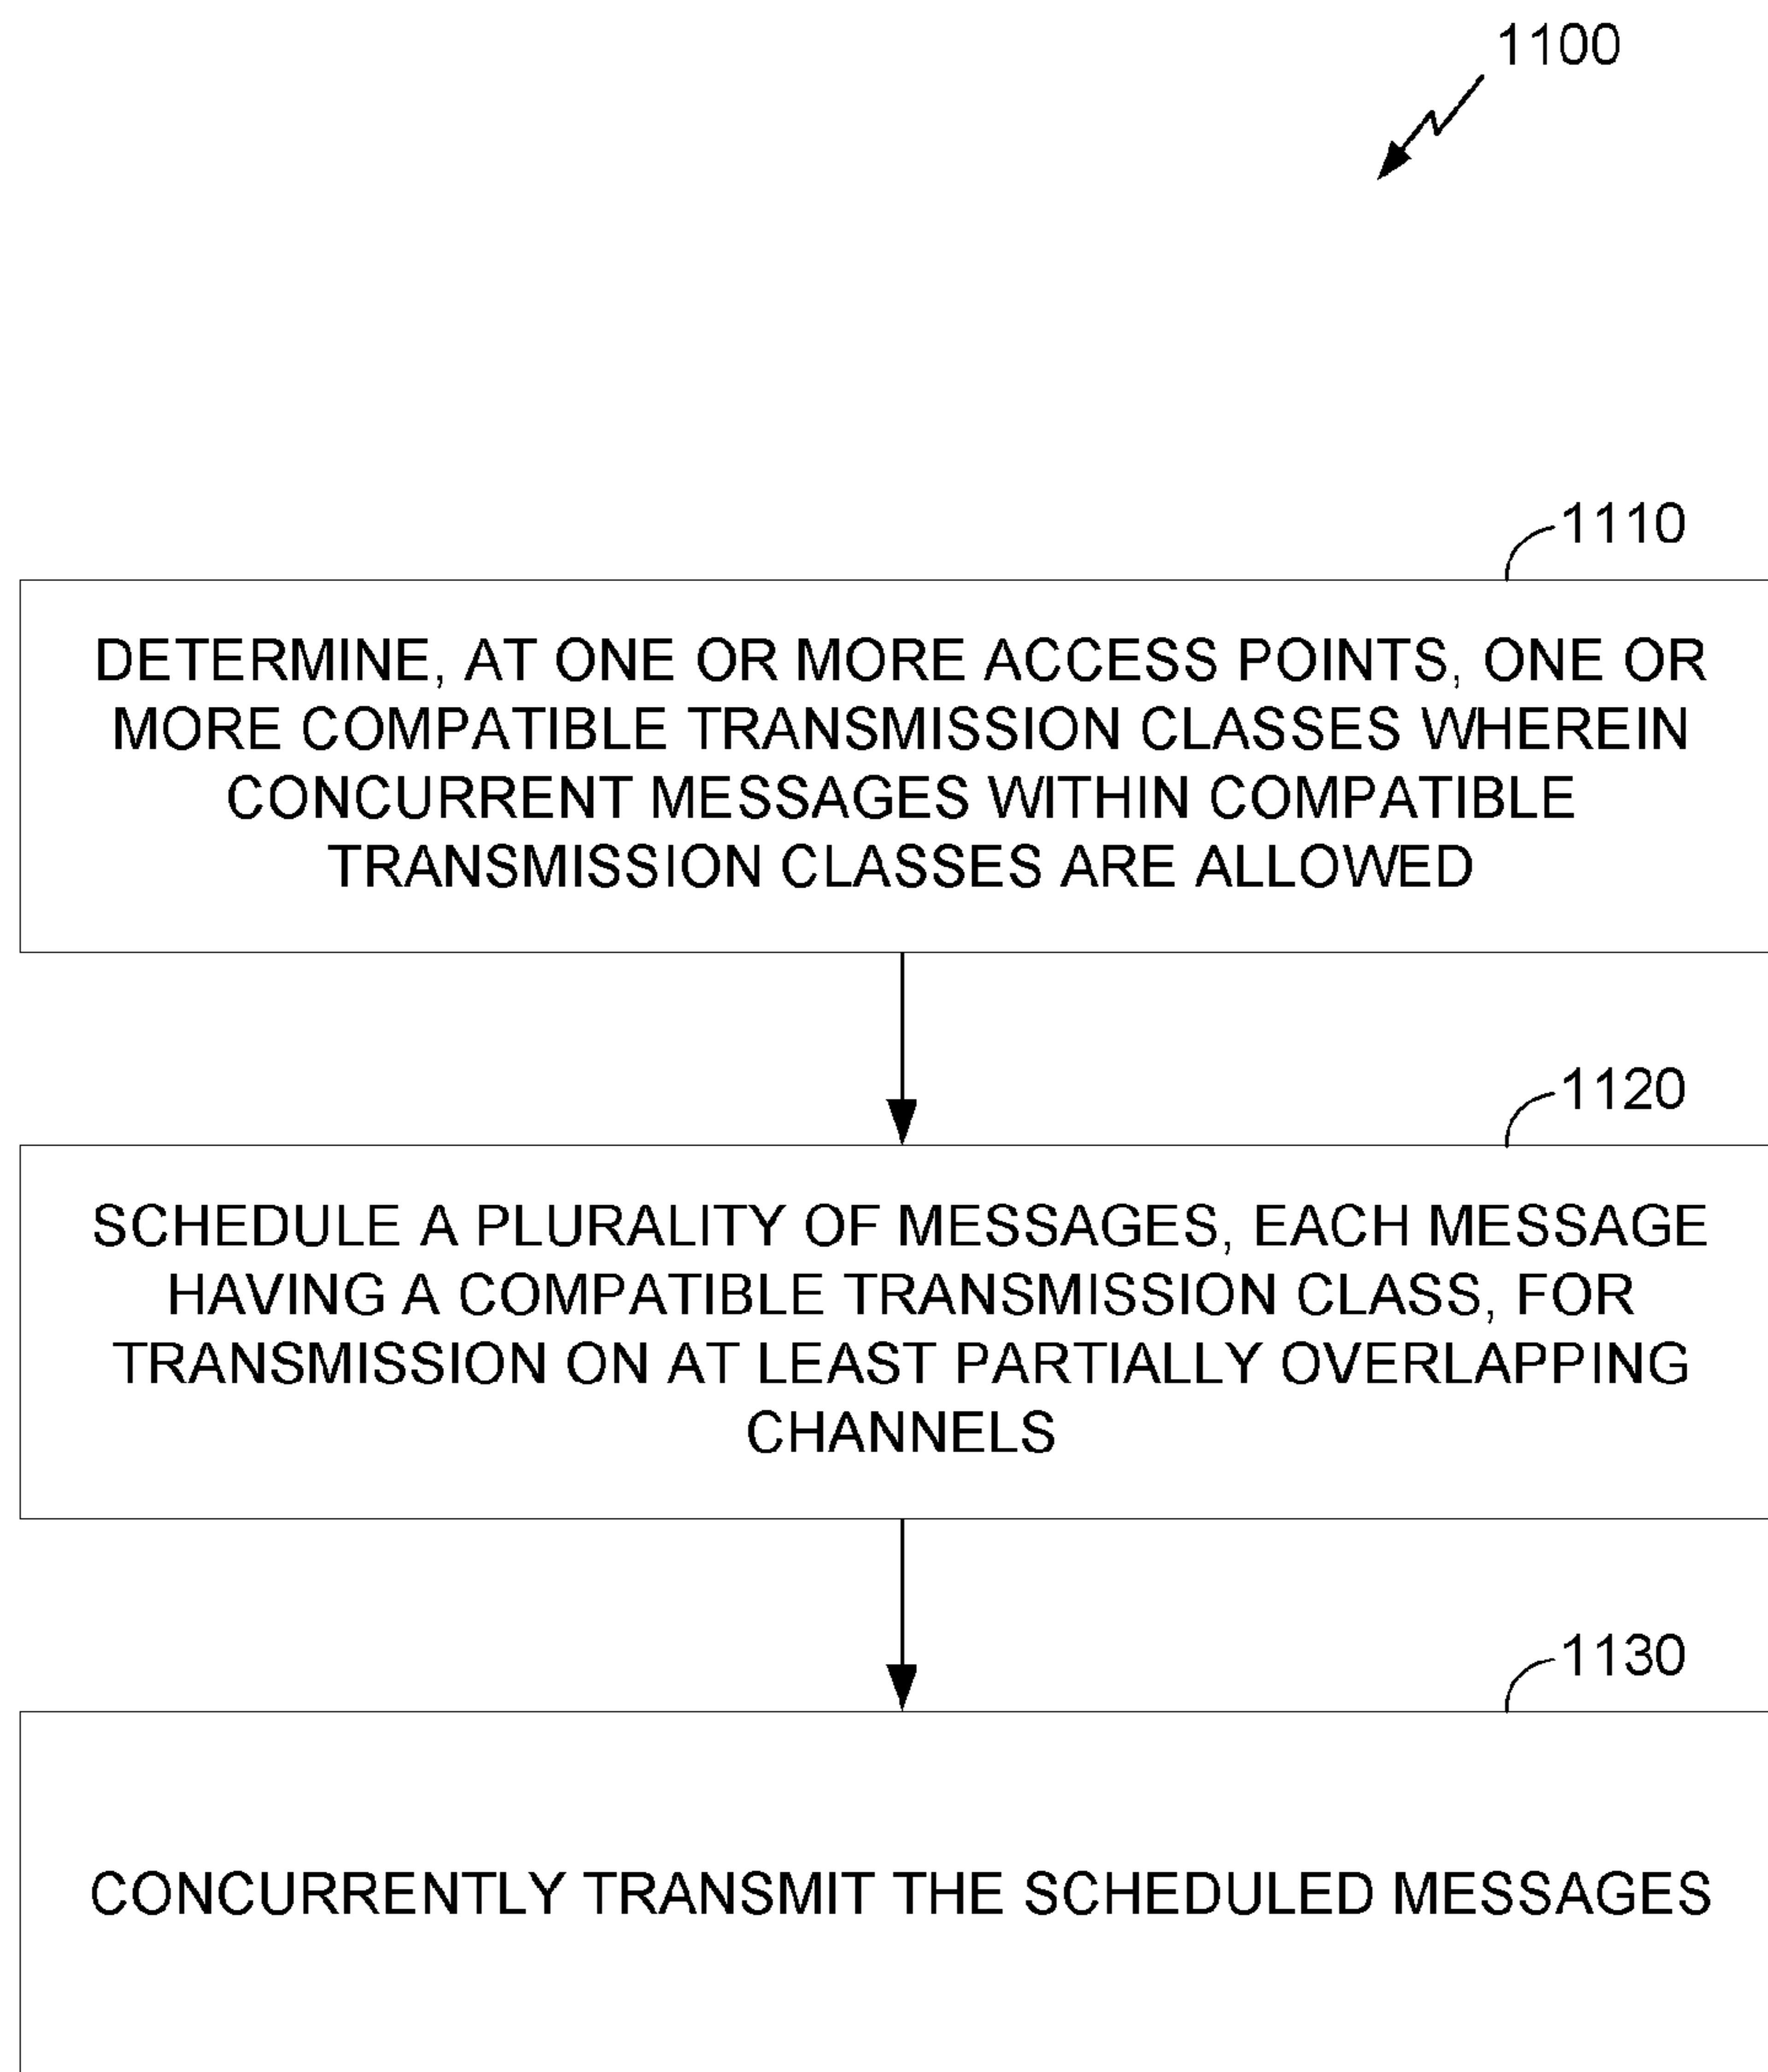 1100
1110
DETERMINE, AT ONE OR MORE ACCESS POINTS, ONE OR
MORE COMPATIBLE TRANSMISSION CLASSES WHEREIN
CONCURRENT MESSAGES WITHIN COMPATIBLE
TRANSMISSION CLASSES ARE ALLOWED
1120
SCHEDULE A PLURALITY OF MESSAGES, EACH MESSAGE
HAVING A COMPATIBLE TRANSMISSION CLASS, FOR
TRANSMISSION ON AT LEAST PARTIALLY OVERLAPPING
CHANNELS
1130
CONCURRENTLY TRANSMIT THE SCHEDULED MESSAGES